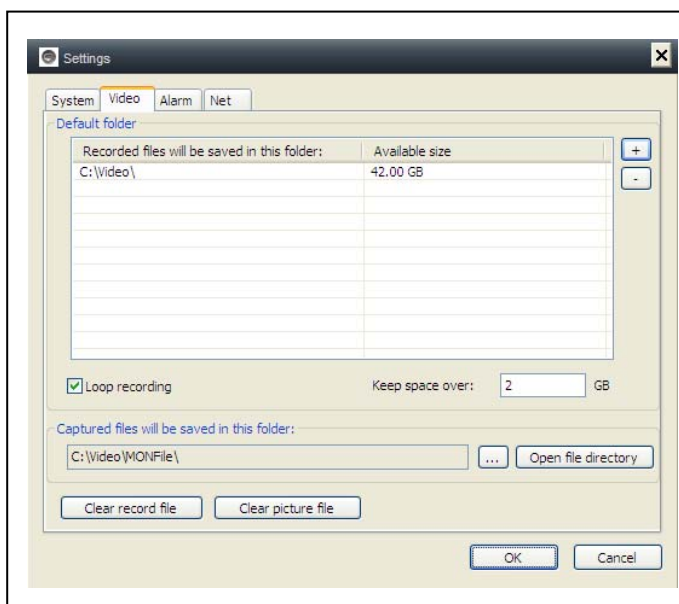 Settings
System Video Alarm Net
Default folder
Recorded files will be saved in this folder: Available size
C:\Video\ 42.00 GB
+
-
Loop recording Keep space over: 2 GB
Captured files will be saved in this folder:
C:\Video\MONFile\ ... Open file directory
Clear record file Clear picture file
OK Cancel